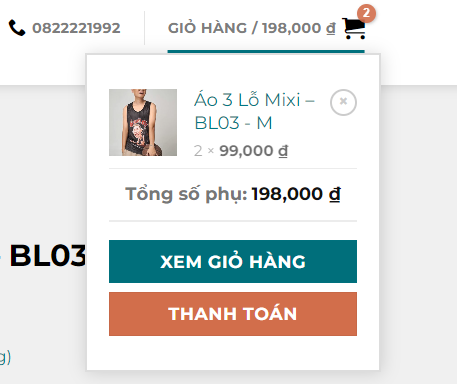 0822221992
GIỎ HÀNG / 198,000 ₫
2
Áo 3 Lỗ Mixi –
BL03 - M
×
2 × 99,000 ₫
Tổng số phụ: 198,000 ₫
BL03
XEM GIỎ HÀNG
THANH TOÁN
g)